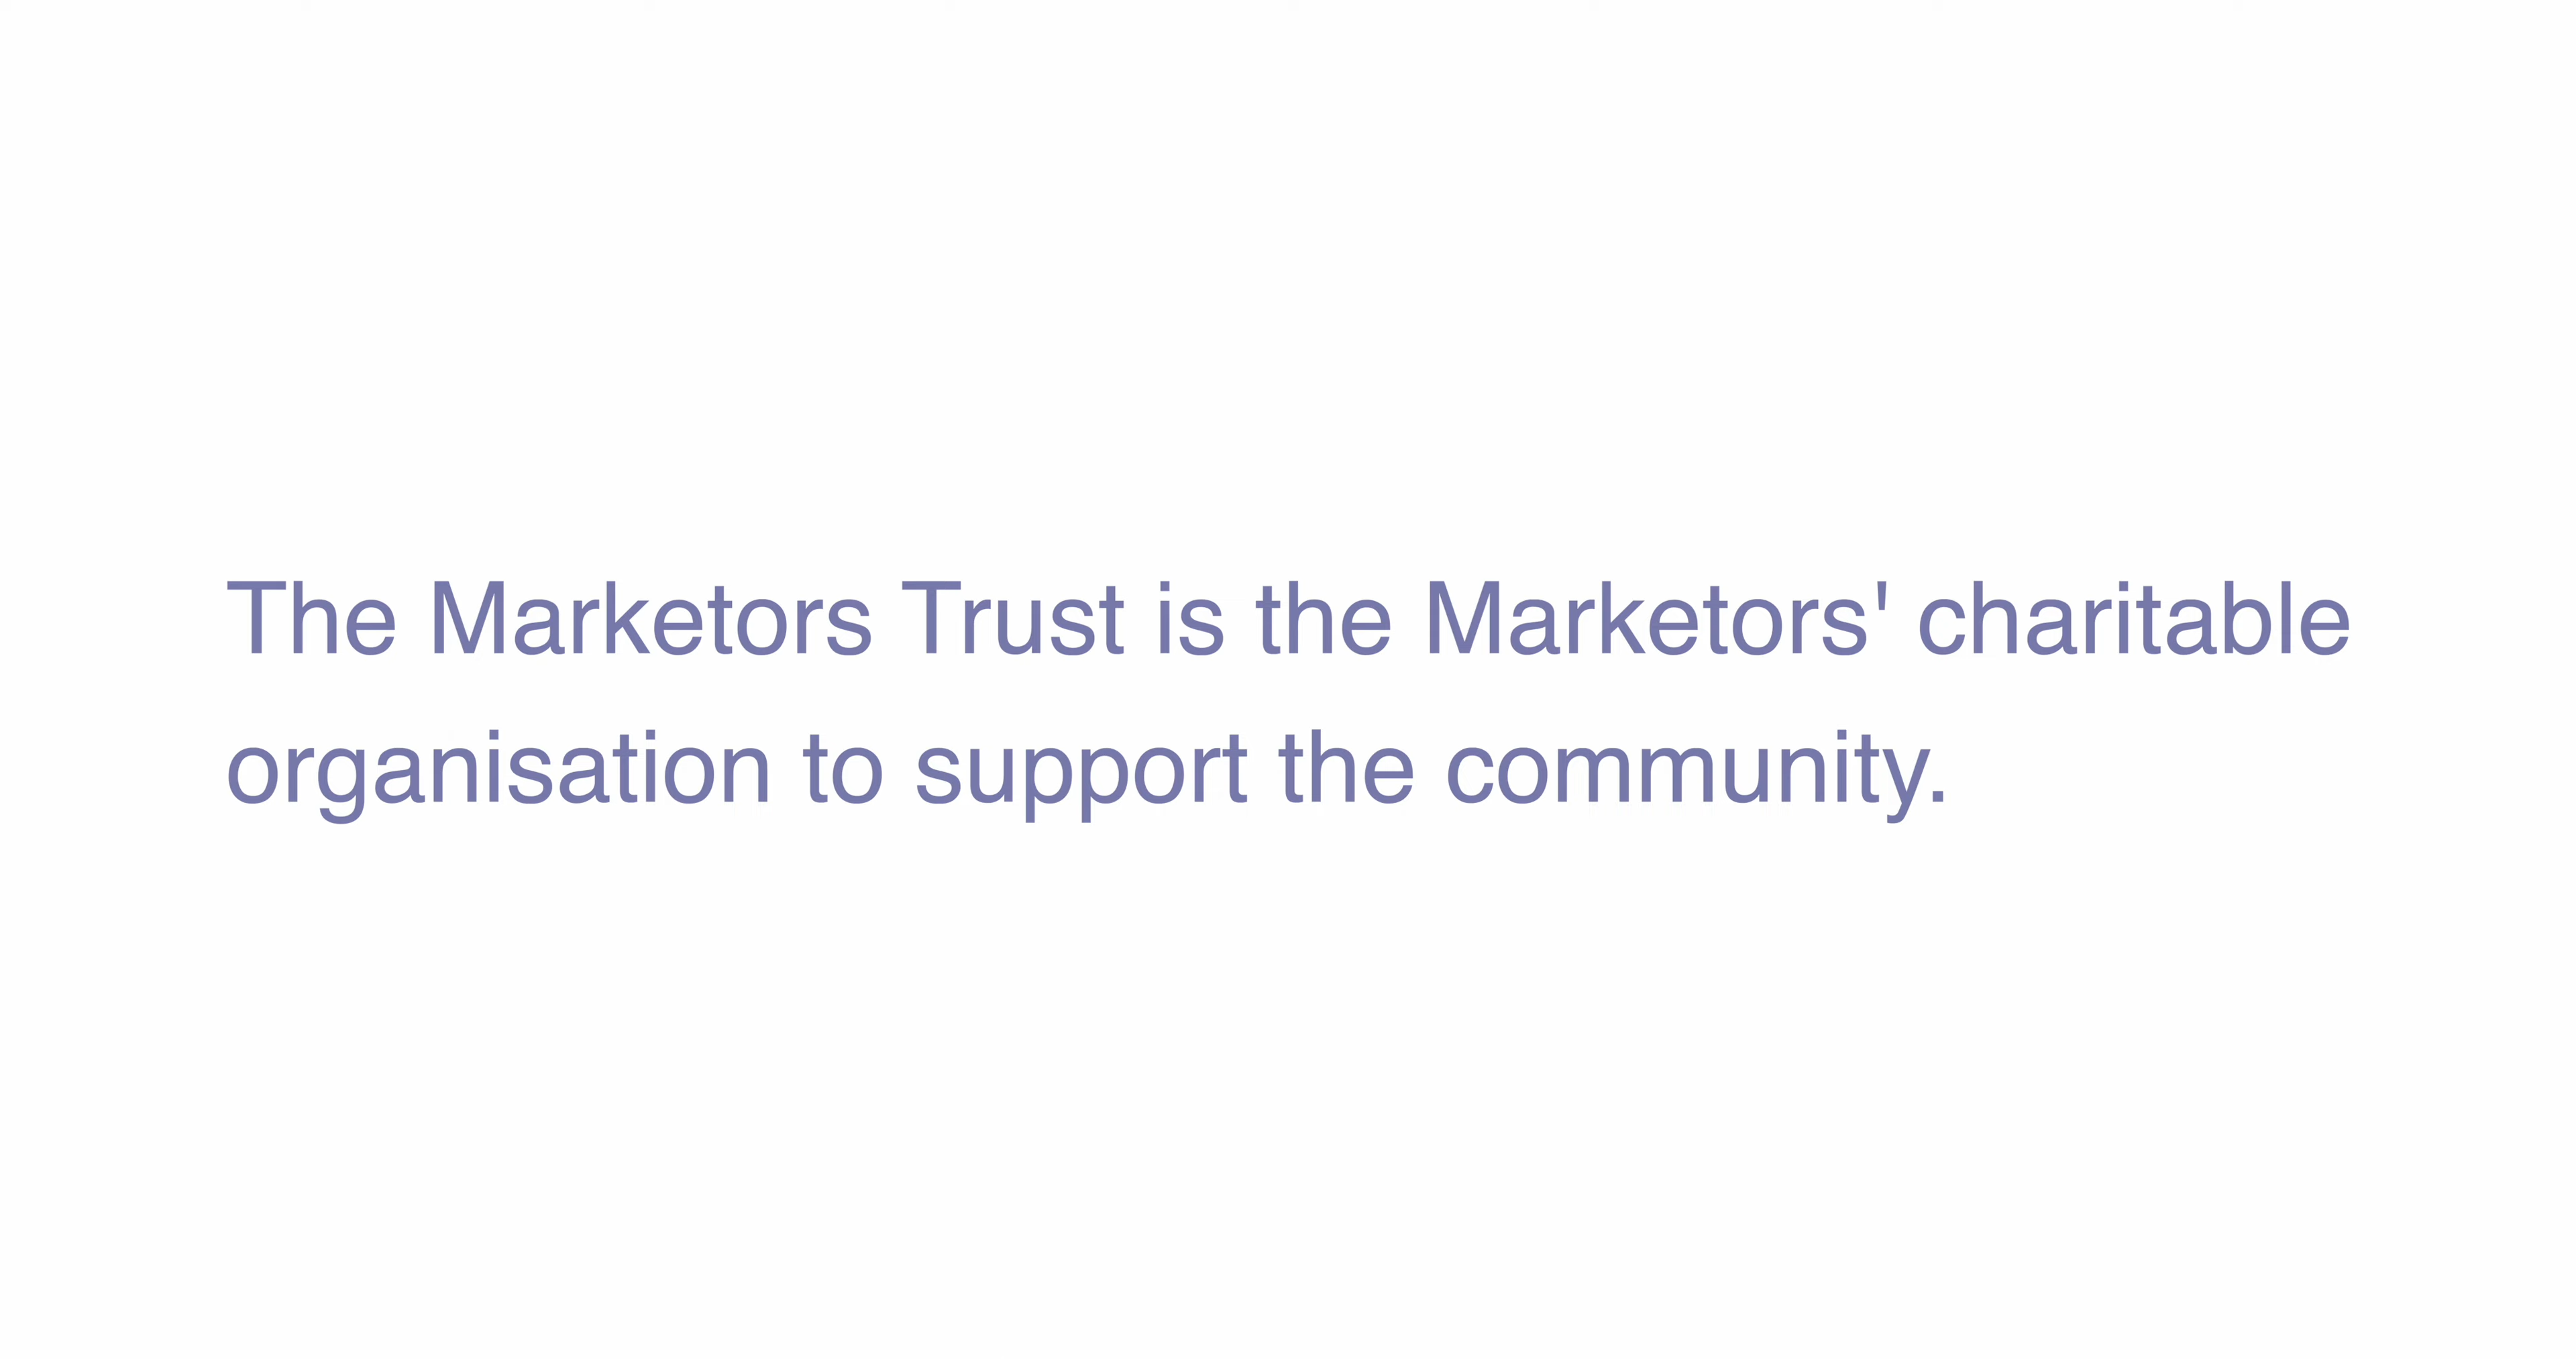 The Marketors Trust is the Marketors' charitable
organisation to support the community.